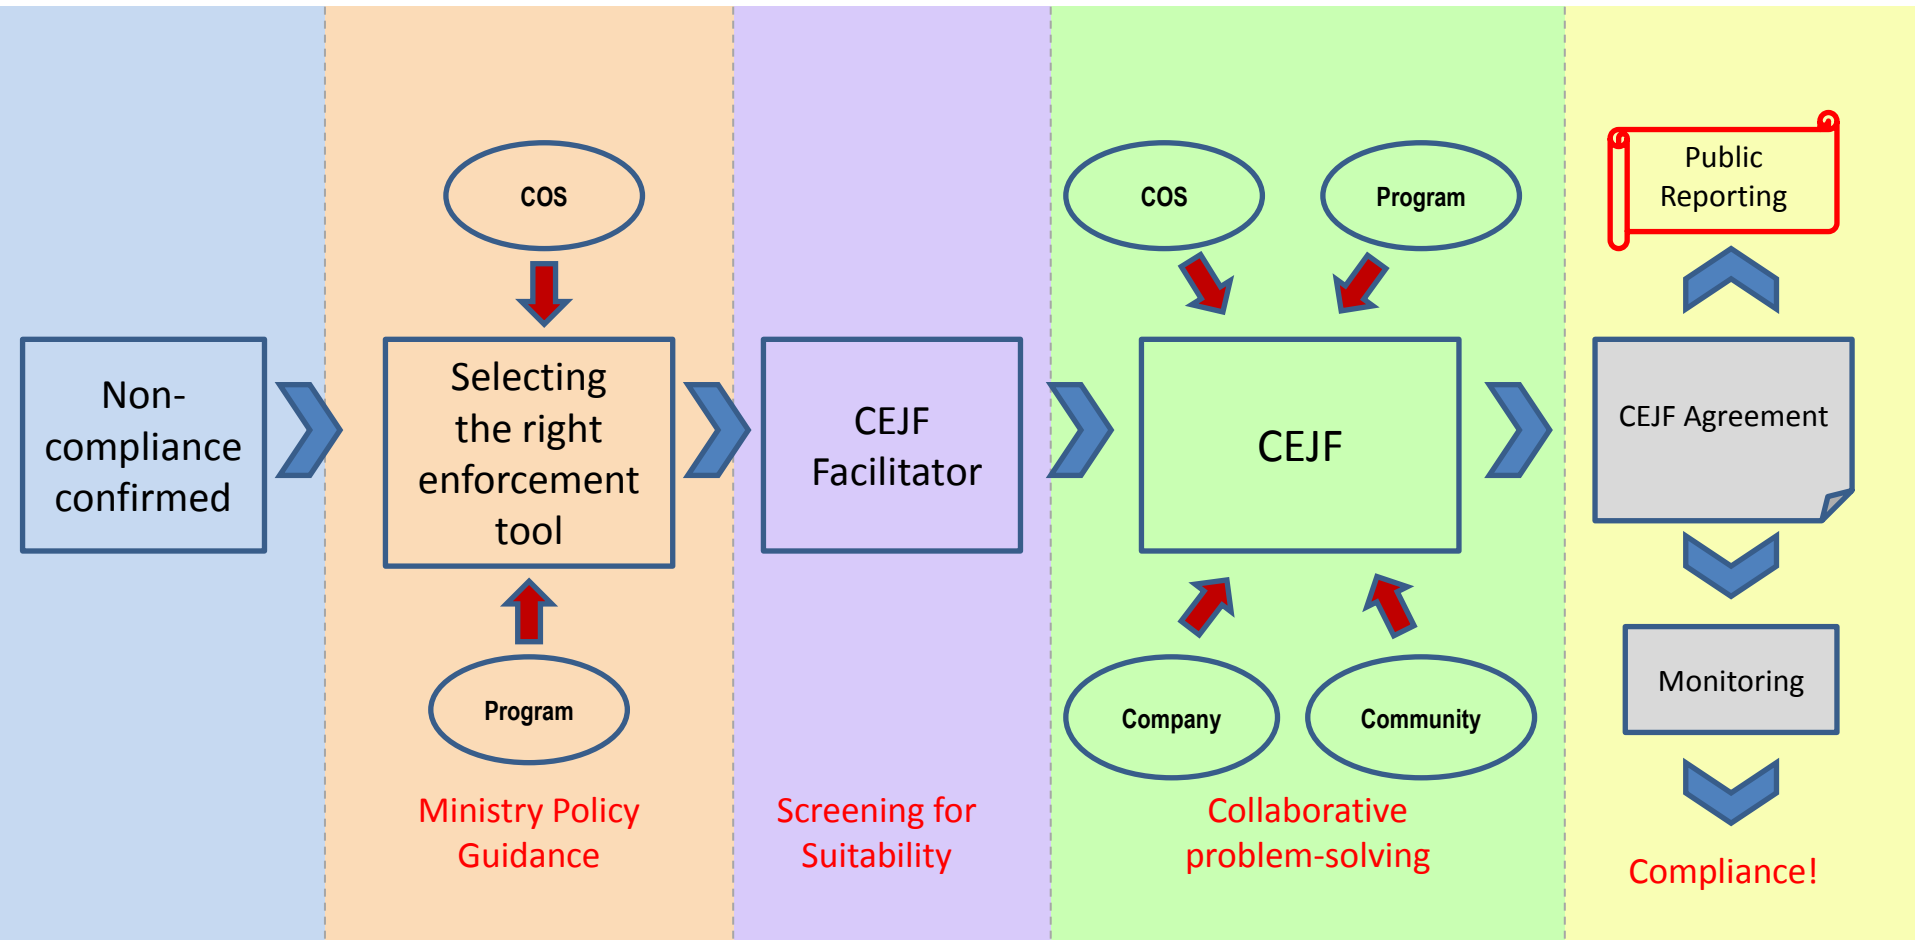 Non-
compliance
confirmed
COS
Selecting
the right
enforcement
tool
Program
Ministry Policy
Guidance
CEJF
Facilitator
Screening for
Suitability
COS
Program
CEJF
Company
Community
Collaborative
problem-solving
Public
Reporting
CEJF Agreement
Monitoring
Compliance!